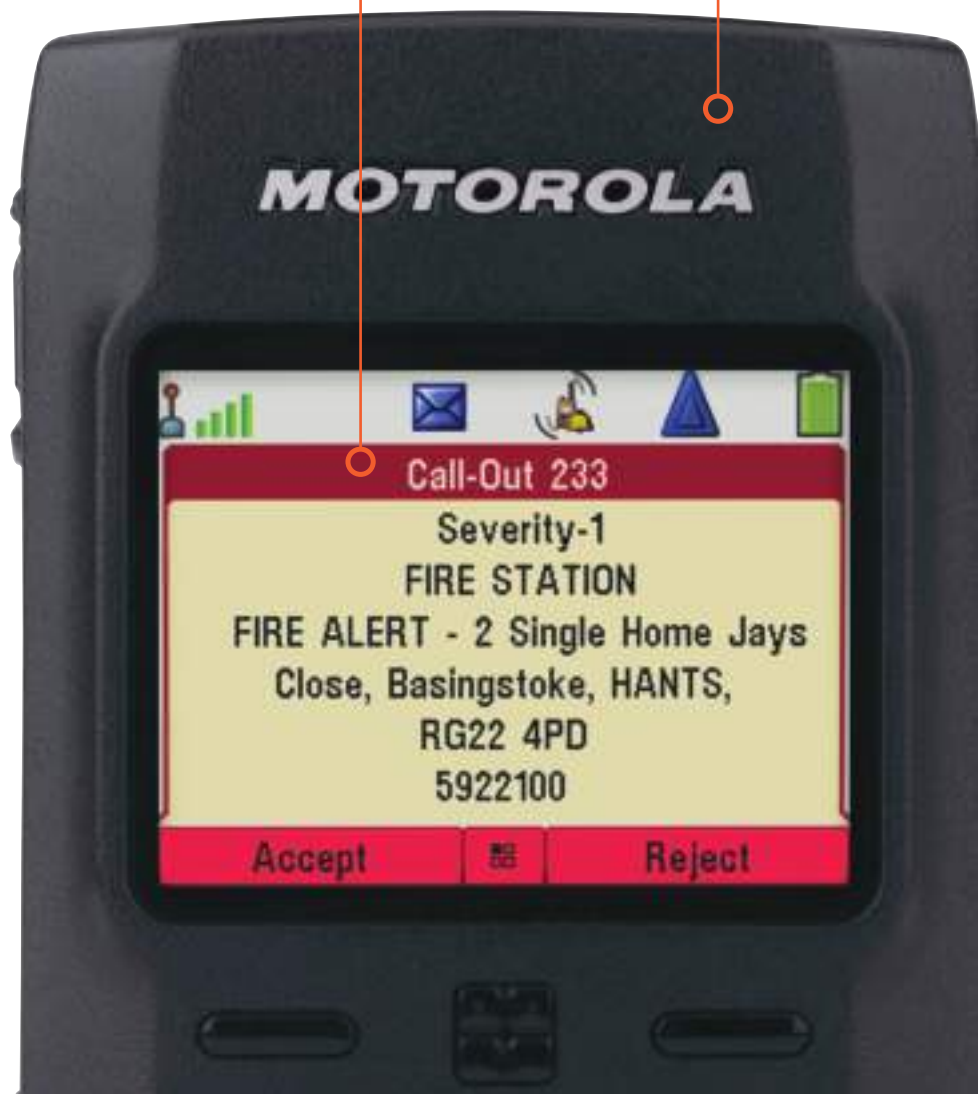 MOTOROLA
Call-Out 233
Severity-1
FIRE STATION
FIRE ALERT - 2 Single Home Jays
Close, Basingstoke, HANTS,
RG22 4PD
5922100
Accept
Reject